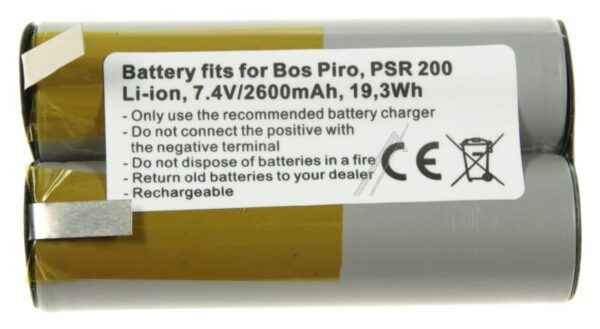 Battery fits for Bos Piro, PSR 200
Li-ion, 7.4V/2600mAh, 19,3Wh
- Only use the recommended battery charger
- Do not connect the positive with
the negative terminal
- Do not dispose of batteries in a fire
- Return old batteries to your dealer
- Rechargeable
CE